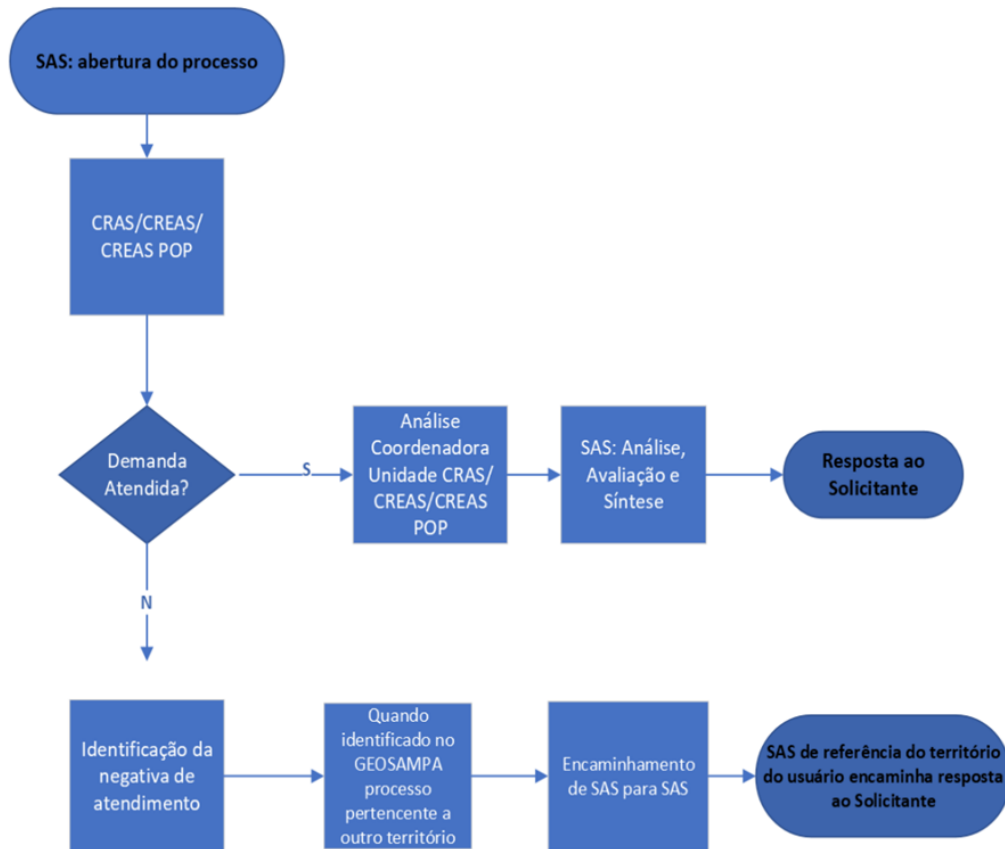 SAS: abertura do processo
CRAS/CREAS/
CREAS POP
Demanda
Atendida?
S
Análise
Coordenadora
Unidade CRAS/
CREAS/CREAS
POP
SAS: Análise,
Avaliação e
Síntese
Resposta ao
Solicitante
N
Identificação da
negativa de
atendimento
Quando
identificado no
GEOSAMPA
processo
pertencente a
outro território
Encaminhamento
de SAS para SAS
SAS de referência do território
do usuário encaminha resposta
ao Solicitante